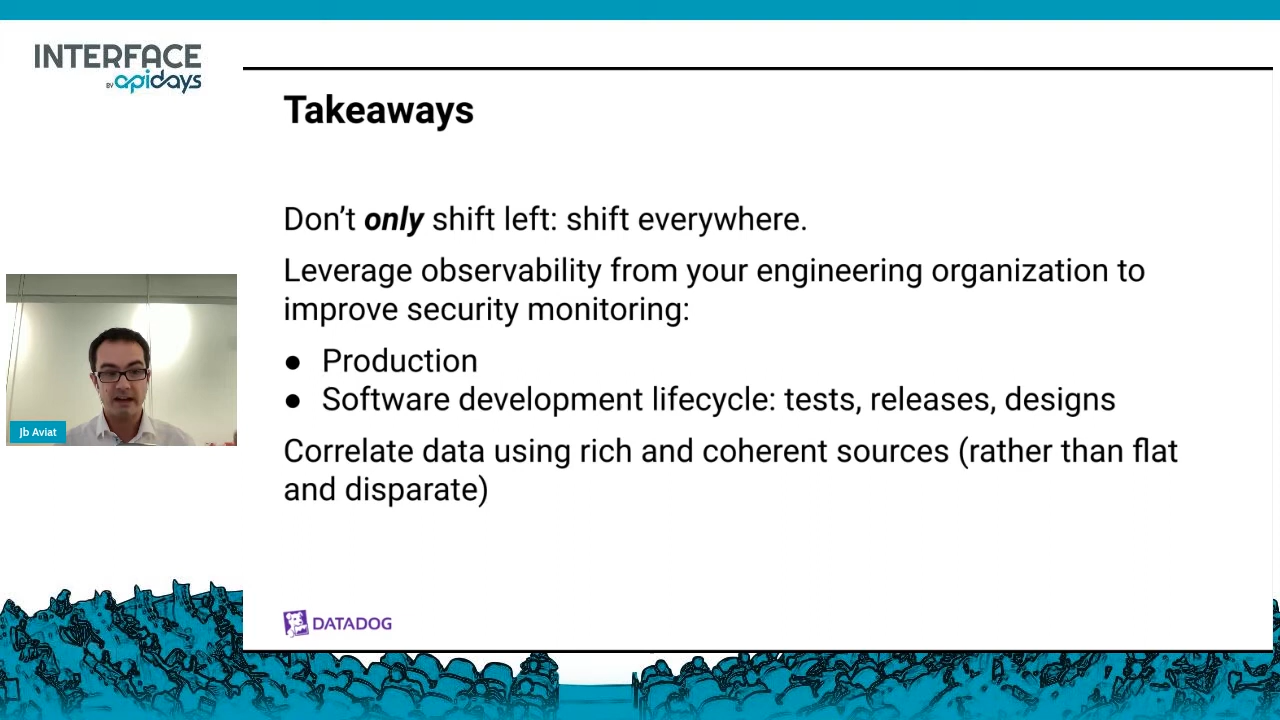 INTERFACE
BY apidays
Takeaways
Don’t only shift left: shift everywhere.
Leverage observability from your engineering organization to
improve security monitoring:
● Production
● Software development lifecycle: tests, releases, designs
Correlate data using rich and coherent sources (rather than flat
and disparate)
Jb Aviat
DATADOG